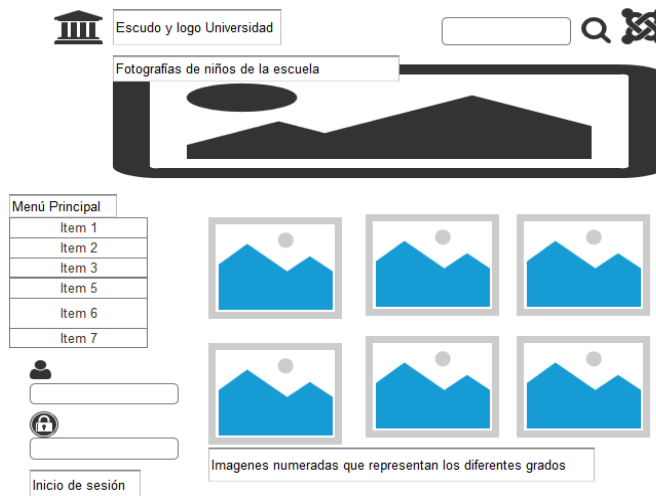 Escudo y logo Universidad
Fotografías de niños de la escuela
Menú Principal
Item 1
Item 2
Item 3
Item 5
Item 6
Item 7
Imagenes numeradas que representan los diferentes grados
Inicio de sesión